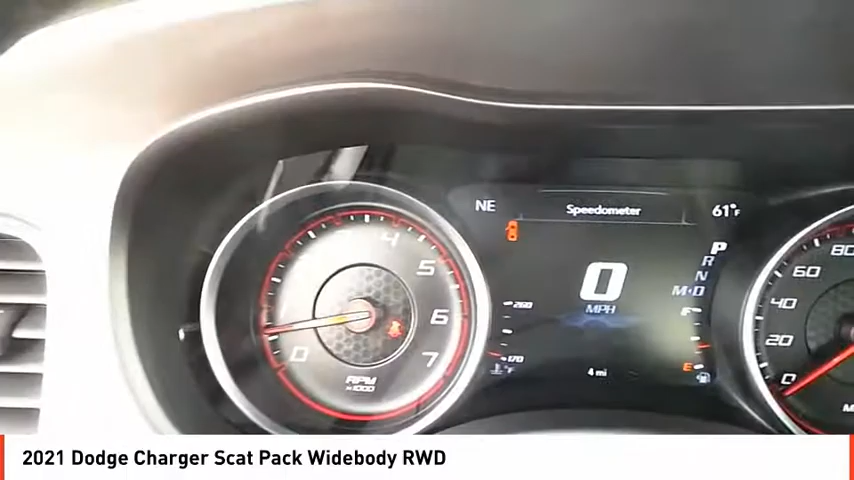 NE Speedometer 61°F
P
R
N
M·D
0
MPH
260
170
°F
F
E
4 mi
0 4 5 6 7
RPM
x1000
0 20 40 60 80
2021 Dodge Charger Scat Pack Widebody RWD